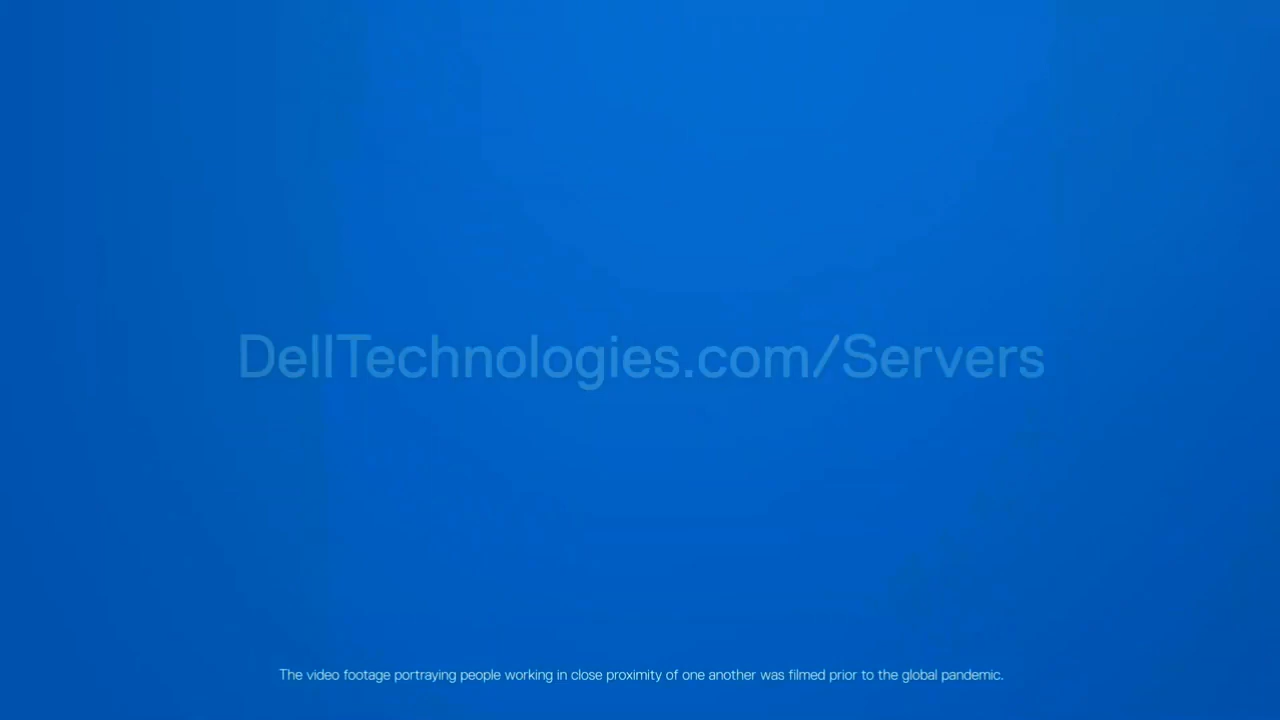 DellTechnologies.com/Servers
The video footage portraying people working in close proximity of one another was filmed prior to the global pandemic.